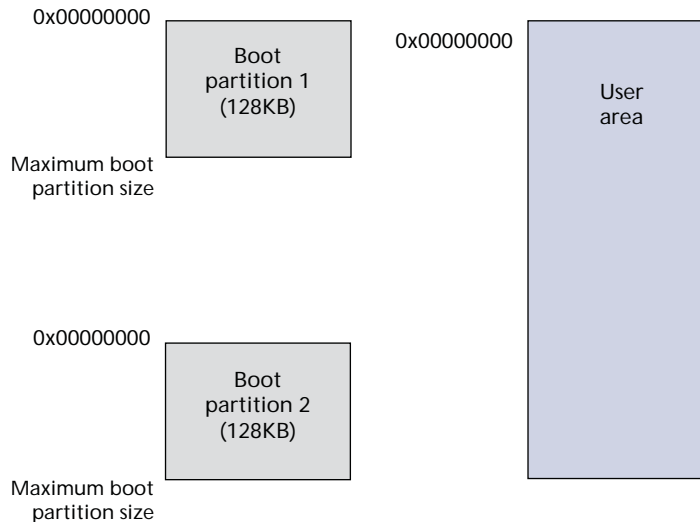 0x00000000
Boot
partition 1
(128KB)
Maximum boot
partition size
0x00000000
User
area
0x00000000
Boot
partition 2
(128KB)
Maximum boot
partition size